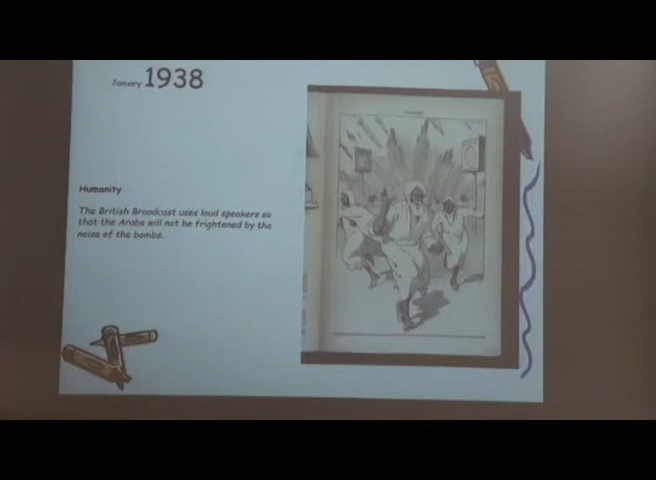 January 1938
Humanity
The British Broadcast uses loud speakers so
that the Arabs will not be frightened by the
noise of the bombs.